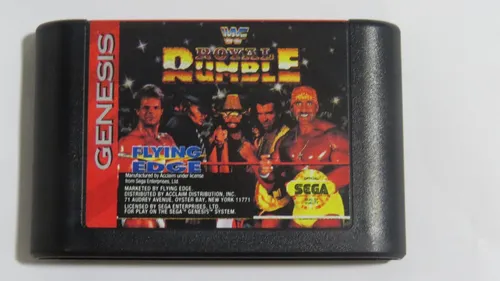 GENESIS
WF
ROYAL
RUMBLE
FLYING
EDGE
Manufactured by Acclaim under license
from Sega Enterprises, Ltd.
MARKETED BY FLYING EDGE.
DISTRIBUTED BY ACCLAIM DISTRIBUTION, INC.
71 AUDREY AVENUE, OYSTER BAY, NEW YORK 11771
LICENSED BY SEGA ENTERPRISES, LTD.
FOR PLAY ON THE SEGA™ GENESIS™ SYSTEM.
SEGA